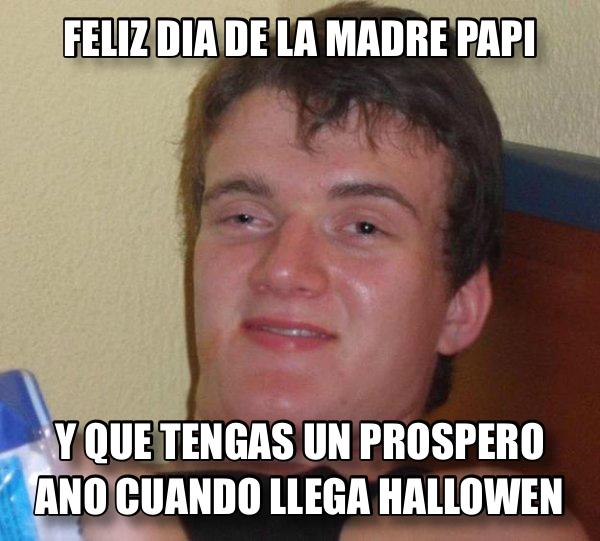 FELIZ DIA DE LA MADRE PAPI
Y QUE TENGAS UN PROSPERO
ANO CUANDO LLEGA HALLOWEN